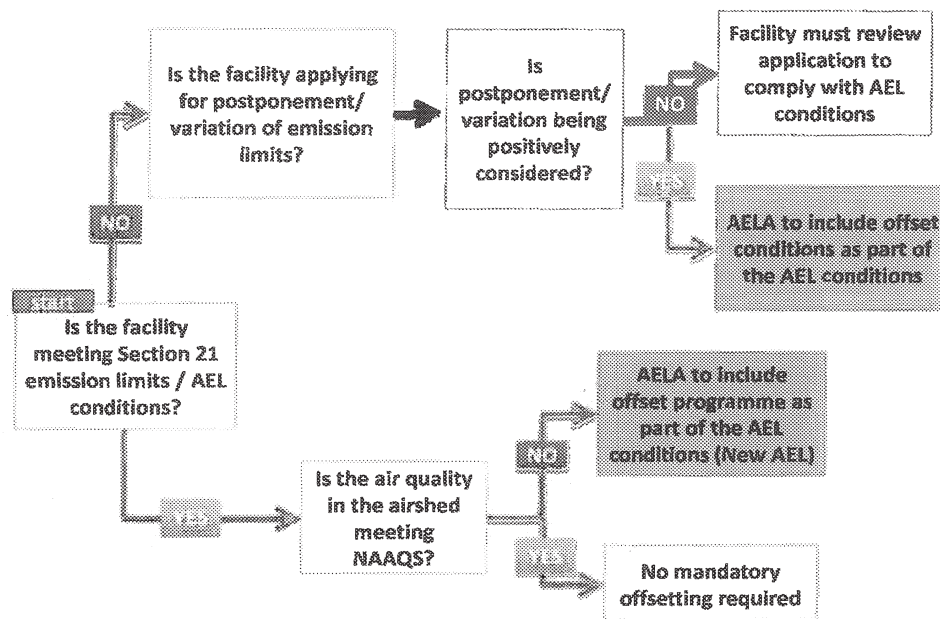 Is the facility applying
for postponement/
variation of emission
limits?
Is
postponement/
variation being
positively
considered?
NO
YES
Facility must review
application to
comply with AEL
conditions
AELA to include offset
conditions as part of
the AEL conditions
NO
start
Is the facility
meeting Section 21
emission limits / AEL
conditions?
YES
Is the air quality
in the airshed
meeting
NAAQS?
NO
YES
AELA to include
offset programme as
part of the AEL
conditions (New AEL)
No mandatory
offsetting required